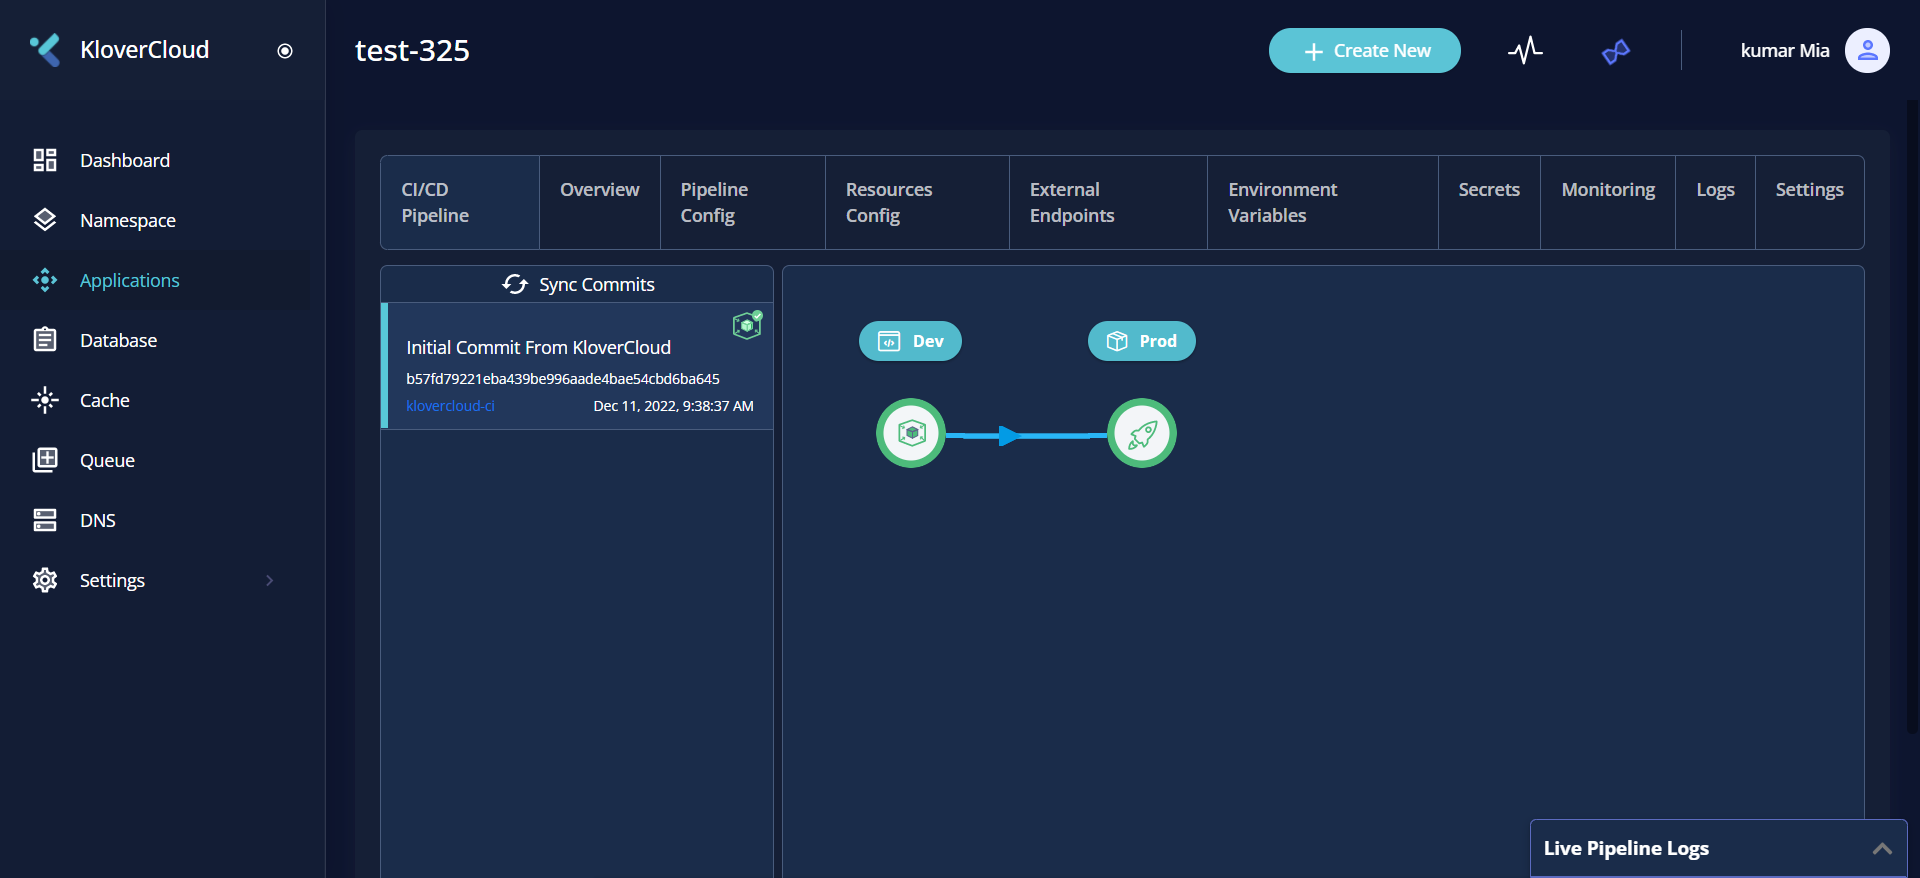 KloverCloud
test-325
Create New
kumar Mia
Dashboard
Namespace
Applications
Database
Cache
Queue
DNS
Settings
CI/CD
Pipeline
Overview
Pipeline
Config
Resources
Config
External
Endpoints
Environment
Variables
Secrets
Monitoring
Logs
Settings
Sync Commits
Initial Commit From KloverCloud
b57fd79221eba439be996aade4bae54cbd6ba645
klovercloud-ci Dec 11, 2022, 9:38:37 AM
Dev
Prod
Live Pipeline Logs